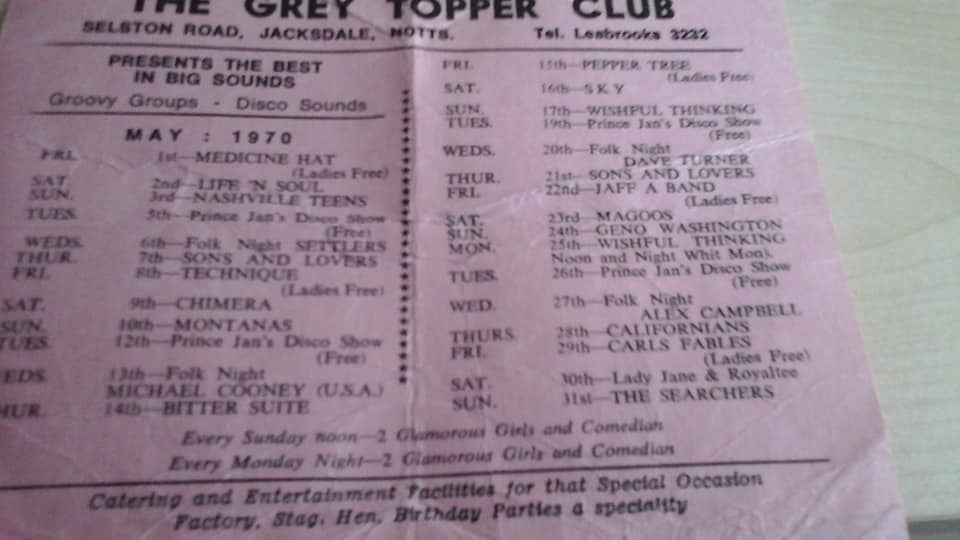 THE GREY TOPPER CLUB
SELSTON ROAD, JACKSDALE, NOTTS. Tel. Leabrooks 3232
PRESENTS THE BEST
IN BIG SOUNDS
Groovy Groups - Disco Sounds
MAY : 1970
FRI. 1st—MEDICINE HAT
(Ladies Free)
SAT. 2nd—LIFE 'N SOUL
SUN. 3rd—NASHVILLE TEENS
TUES. 5th—Prince Jan's Disco Show
(Free)
WEDS. 6th—Folk Night SETTLERS
THUR. 7th—SONS AND LOVERS
FRI. 8th—TECHNIQUE
(Ladies Free)
SAT. 9th—CHIMERA
SUN. 10th—MONTANAS
TUES. 12th—Prince Jan's Disco Show
(Free)
EDS. 13th—Folk Night
MICHAEL COONEY (U.S.A.)
HUR. 14th—BITTER SUITE
FRI. 15th—PEPPER TREE
(Ladies Free)
SAT. 16th—SKY
SUN. 17th—WISHFUL THINKING
TUES. 19th—Prince Jan's Disco Show
(Free)
WEDS. 20th—Folk Night
DAVE TURNER
THUR. 21st—SONS AND LOVERS
FRI. 22nd—JAFF A BAND
(Ladies Free)
SAT. 23rd—MAGOOS
SUN. 24th—GENO WASHINGTON
MON. 25th—WISHFUL THINKING
Noon and Night Whit Mon).
TUES. 26th—Prince Jan's Disco Show
(Free)
WED. 27th—Folk Night
ALEX CAMPBELL
THURS 28th—CALIFORNIANS
FRI. 29th—CARLS FABLES
(Ladies Free)
SAT. 30th—Lady Jane & Royaltee
SUN. 31st—THE SEARCHERS
Every Sunday noon—2 Glamorous Girls and Comedian
Every Monday Night—2 Glamorous Girls and Comedian
Catering and Entertainment Facilities for that Special Occasion
Factory, Stag, Hen, Birthday Parties a speciality